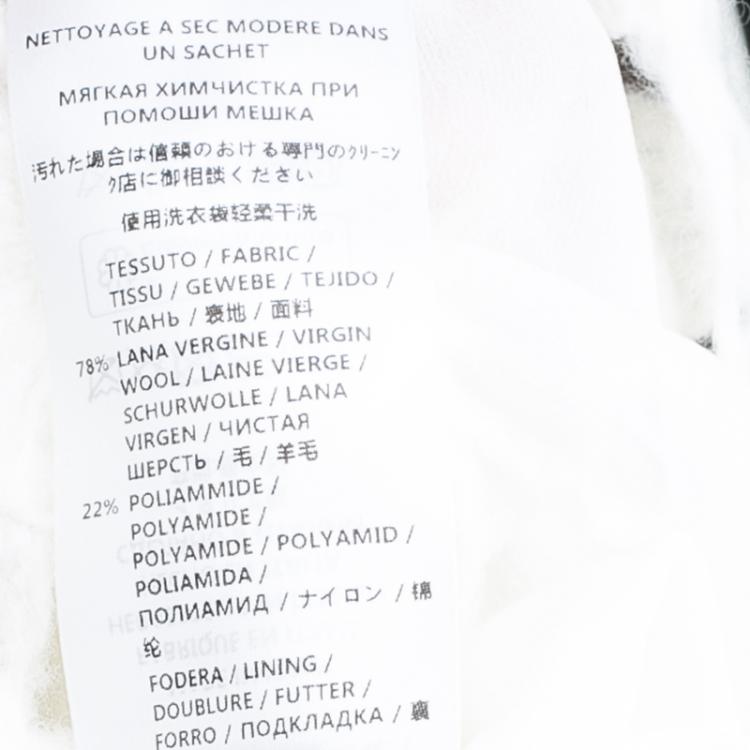 NETTOYAGE A SEC MODERE DANS
UN SACHET
МЯГКАЯ ХИМЧИСТКА ПРИ
ПОМОШИ МЕШКА
汚れた場合は信頼のおける専門のクリーニン
グ店に御相談ください
使用洗衣袋轻柔干洗
TESSUTO / FABRIC /
TISSU / GEWEBE / TEJIDO /
ТКАНЬ / 裏地 / 面料
78% LANA VERGINE / VIRGIN
WOOL / LAINE VIERGE /
SCHURWOLLE / LANA
VIRGEN / ЧИСТАЯ
ШЕРСТЬ / 毛 / 羊毛
22% POLIAMMIDE /
POLYAMIDE /
POLYAMIDE / POLYAMID /
POLIAMIDA /
ПОЛИАМИД / ナイロン / 锦
纶
FODERA / LINING /
DOUBLURE / FUTTER /
FORRO / ПОДКЛАДКА / 裏